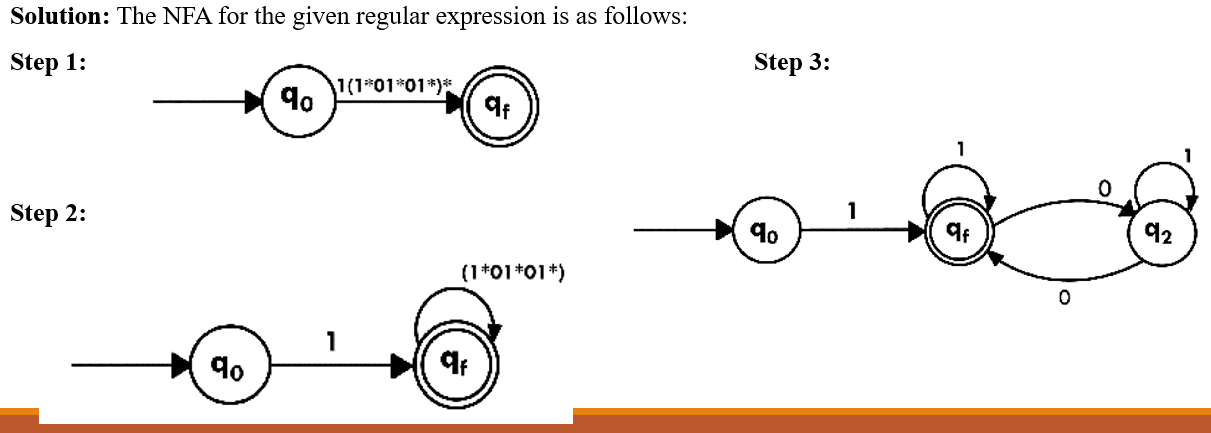 Solution: The NFA for the given regular expression is as follows:
Step 1:
q0
1(1*01*01*)*
qf
Step 2:
(1*01*01*)
q0
1
qf
Step 3:
1
1
0
q0
1
qf
q2
0